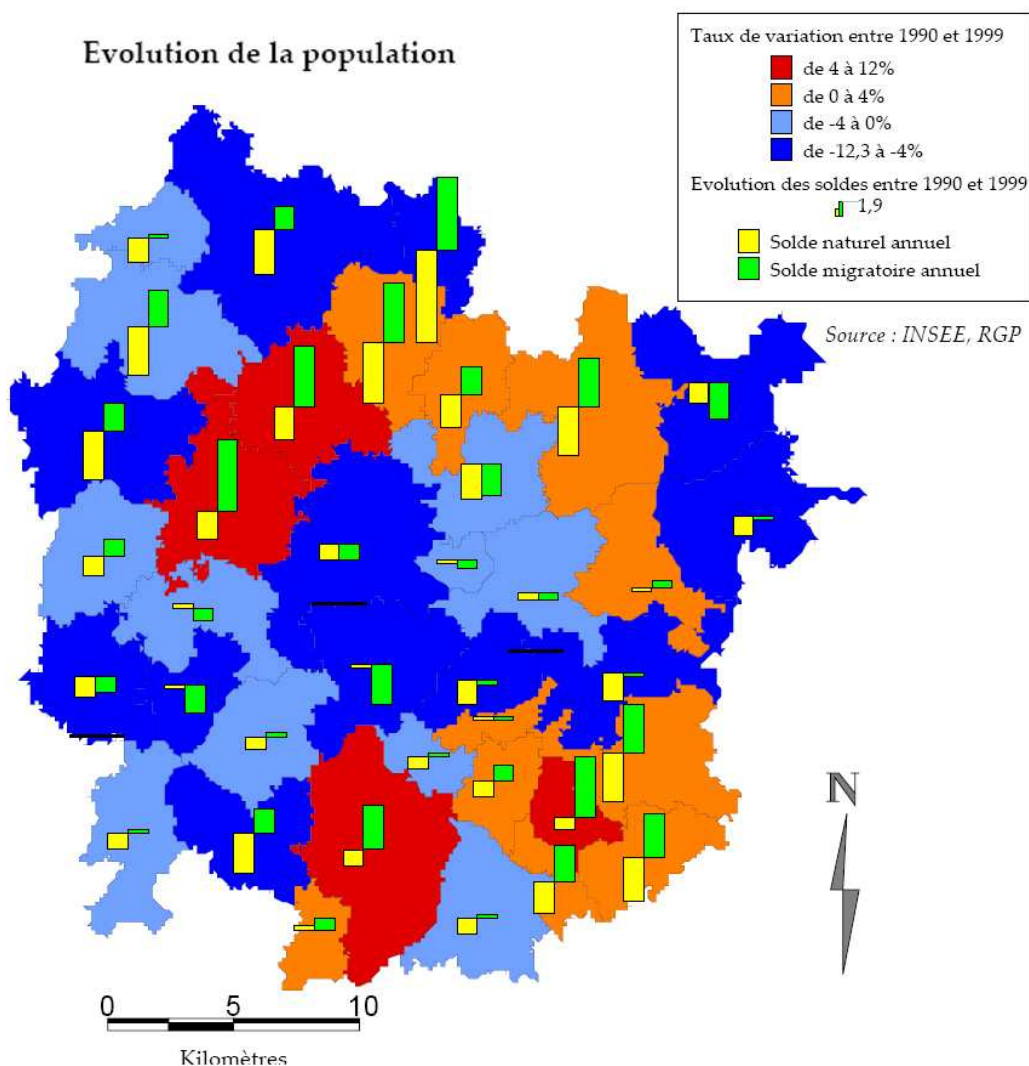 Evolution de la population
Taux de variation entre 1990 et 1999
de 4 à 12%
de 0 à 4%
de -4 à 0%
de -12,3 à -4%
Evolution des soldes entre 1990 et 1999
1,9
Solde naturel annuel
Solde migratoire annuel
Source : INSEE, RGP
N
0 5 10
Kilomètres